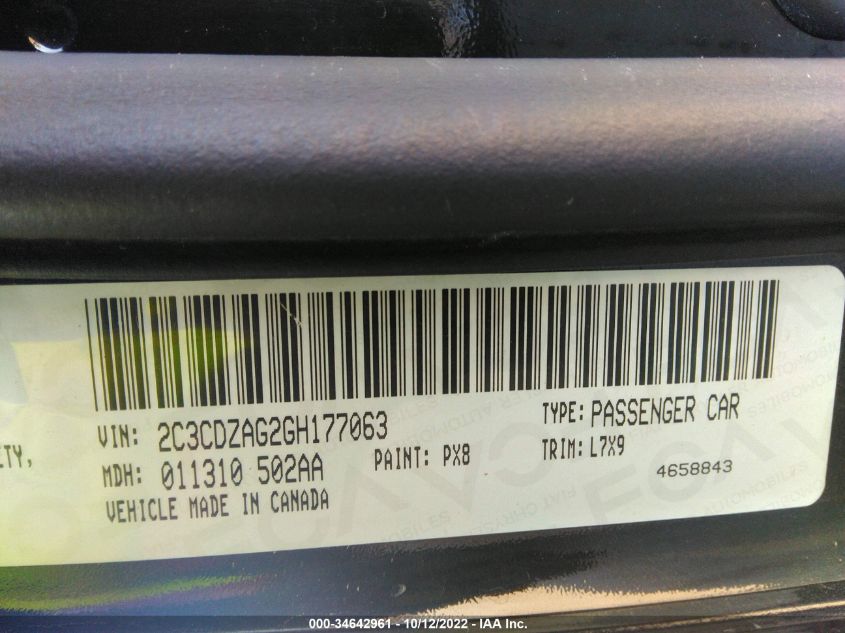 VIN: 2C3CDZAG2GH177063
TYPE: PASSENGER CAR
ETY,
MDH: 011310 502AA
PAINT: PX8
TRIM: L7X9
4658843
VEHICLE MADE IN CANADA
000-34642961 - 10/12/2022 - IAA Inc.